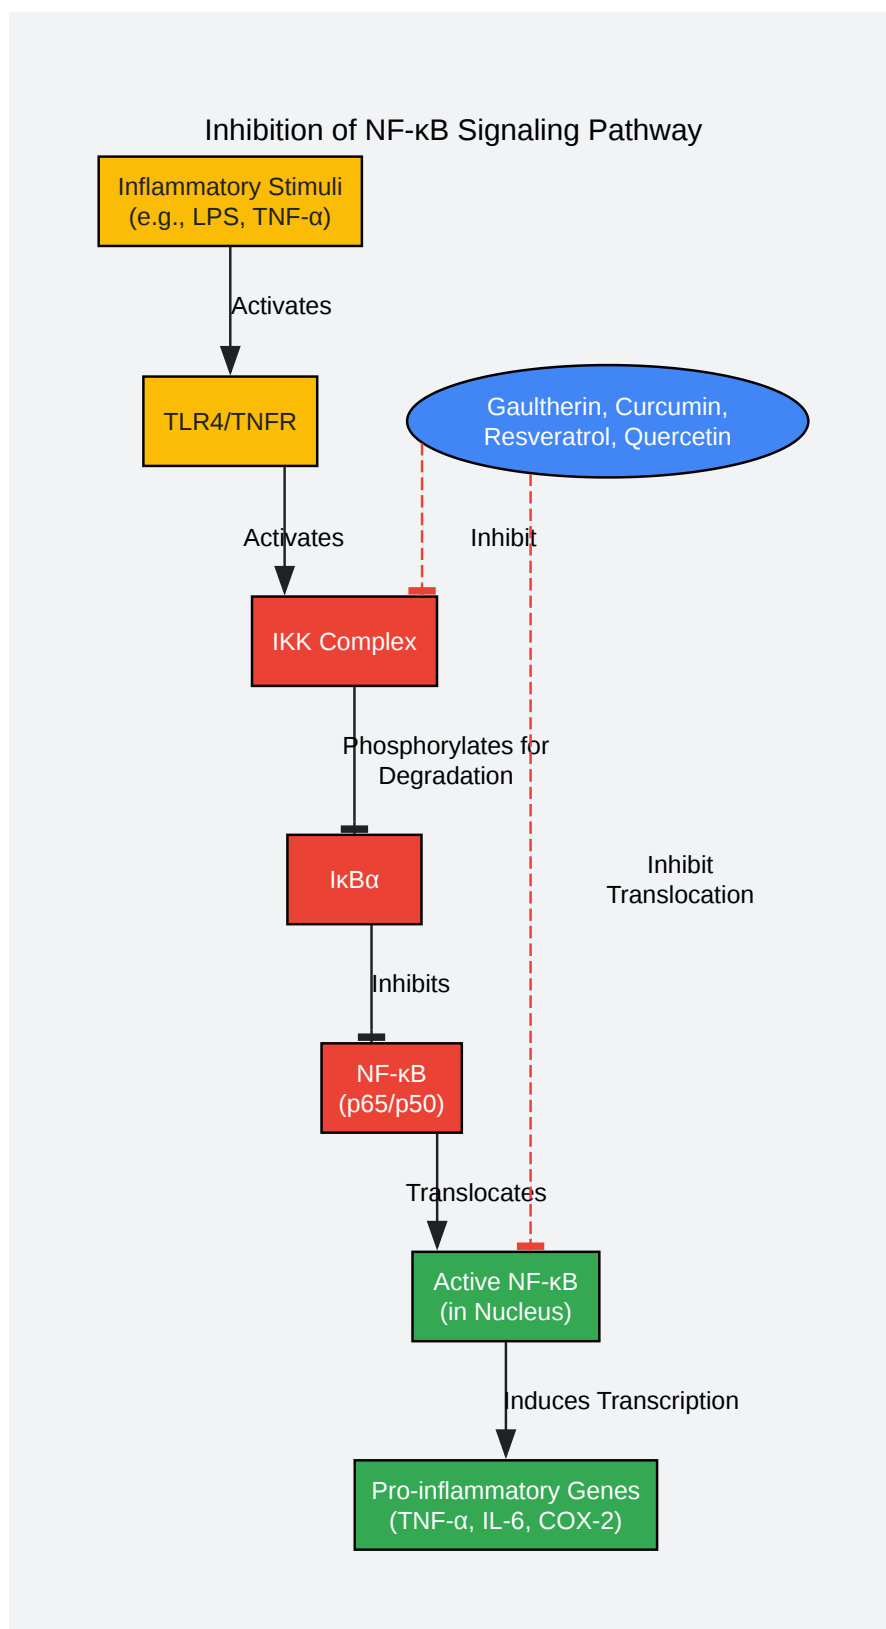 Inhibition of NF-κB Signaling Pathway
Inflammatory Stimuli
(e.g., LPS, TNF-α)
Activates
TLR4/TNFR
Gaultherin, Curcumin,
Resveratrol, Quercetin
Activates
Inhibit
IKK Complex
Phosphorylates for
Degradation
IκBα
Inhibit
Translocation
Inhibits
NF-κB
(p65/p50)
Translocates
Active NF-κB
(in Nucleus)
Induces Transcription
Pro-inflammatory Genes
(TNF-α, IL-6, COX-2)